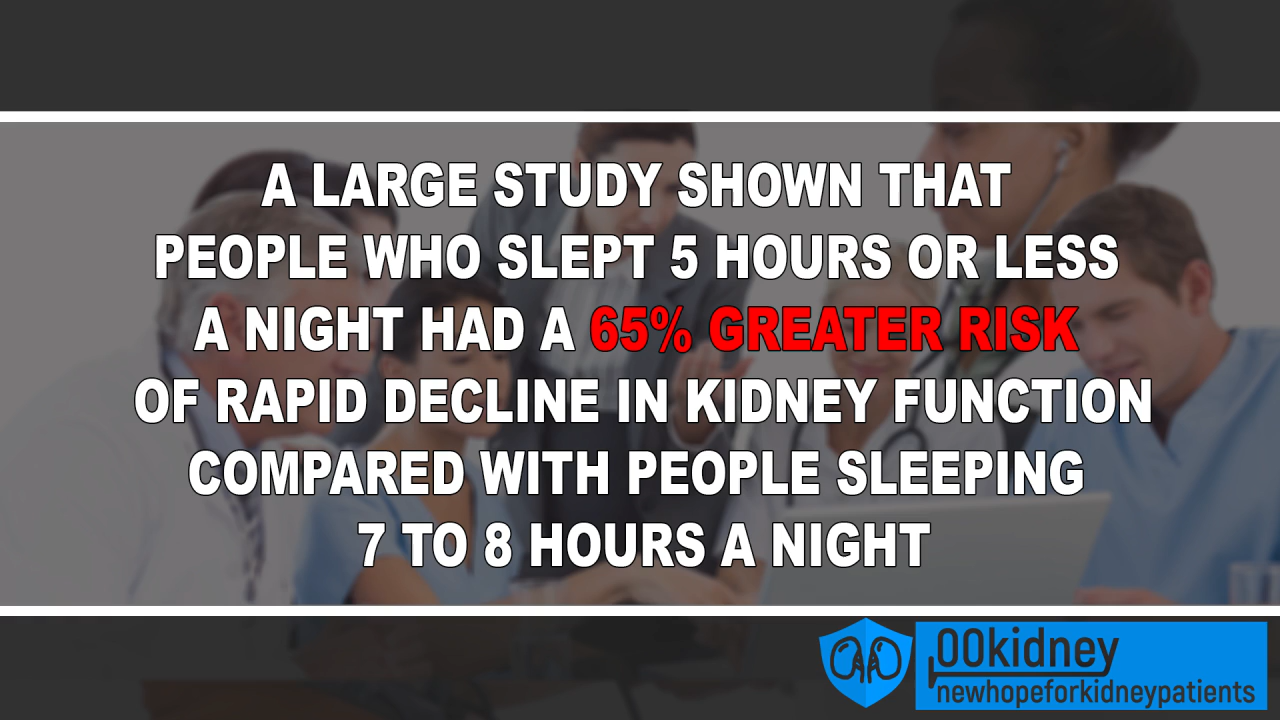 A LARGE STUDY SHOWN THAT
PEOPLE WHO SLEPT 5 HOURS OR LESS
A NIGHT HAD A 65% GREATER RISK
OF RAPID DECLINE IN KIDNEY FUNCTION
COMPARED WITH PEOPLE SLEEPING
7 TO 8 HOURS A NIGHT
00kidney
newhopeforkidneypatients